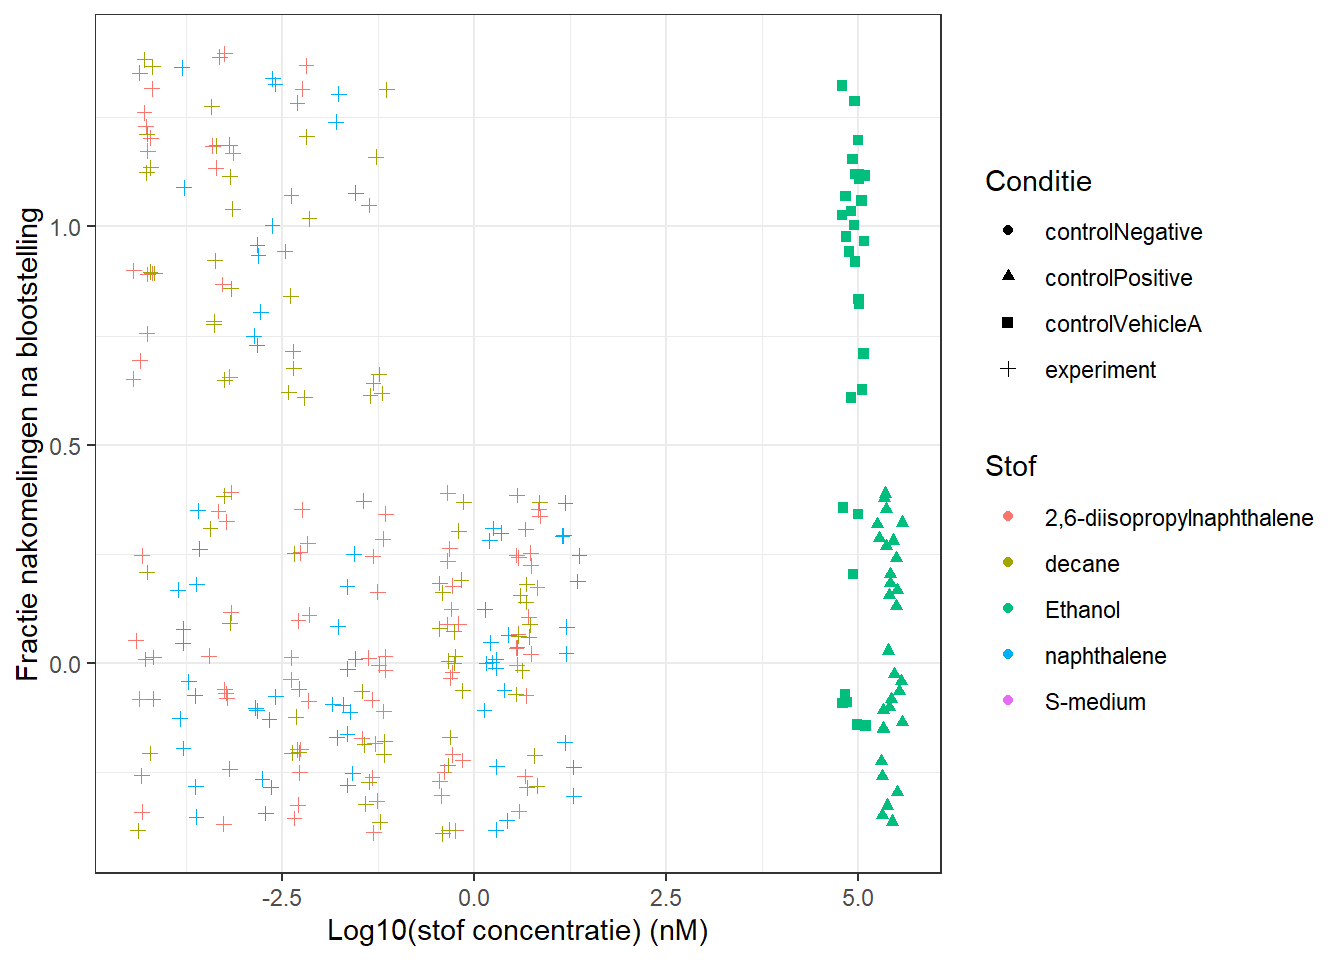 Fractie nakomelingen na blootstelling
1.0
0.5
0.0
-2.5
0.0
2.5
5.0
Log10(stof concentratie) (nM)
Conditie
controlNegative
controlPositive
controlVehicleA
experiment
Stof
2,6-diisopropylnaphthalene
decane
Ethanol
naphthalene
S-medium